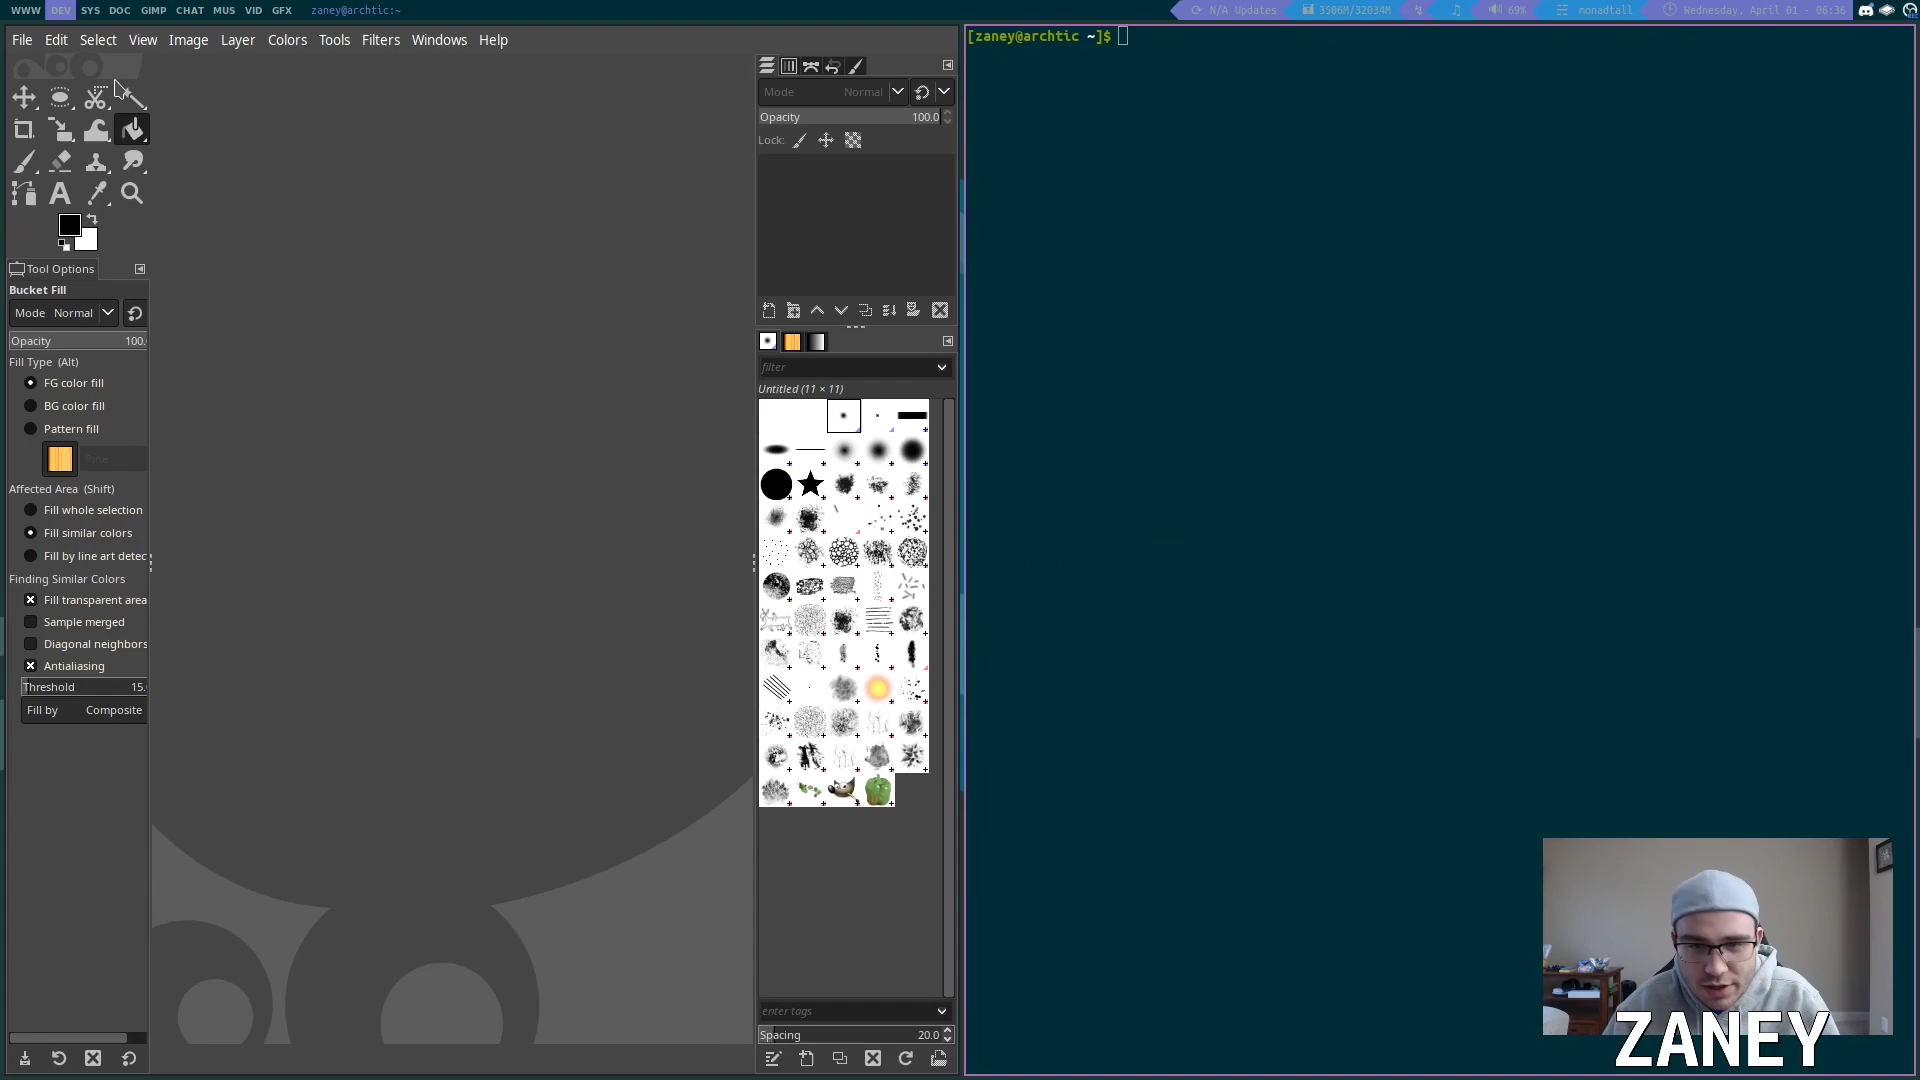 WWW DEV SYS DOC GIMP CHAT MUS VID GFX zaney@archtic:~ N/A Updates 3506M/32034M 69% monadtall Wednesday, April 01 - 06:36
File Edit Select View Image Layer Colors Tools Filters Windows Help
[zaney@archtic ~]$
Mode Normal
Opacity 100.0
Lock:
Tool Options
Bucket Fill
Mode Normal
Opacity 100.
Fill Type (Alt)
FG color fill
BG color fill
Pattern fill
Pine
Affected Area (Shift)
Fill whole selection
Fill similar colors
Fill by line art detec
Finding Similar Colors
Fill transparent area
Sample merged
Diagonal neighbors
Antialiasing
Threshold 15.
Fill by Composite
filter
Untitled (11 × 11)
enter tags
Spacing 20.0
ZANEY